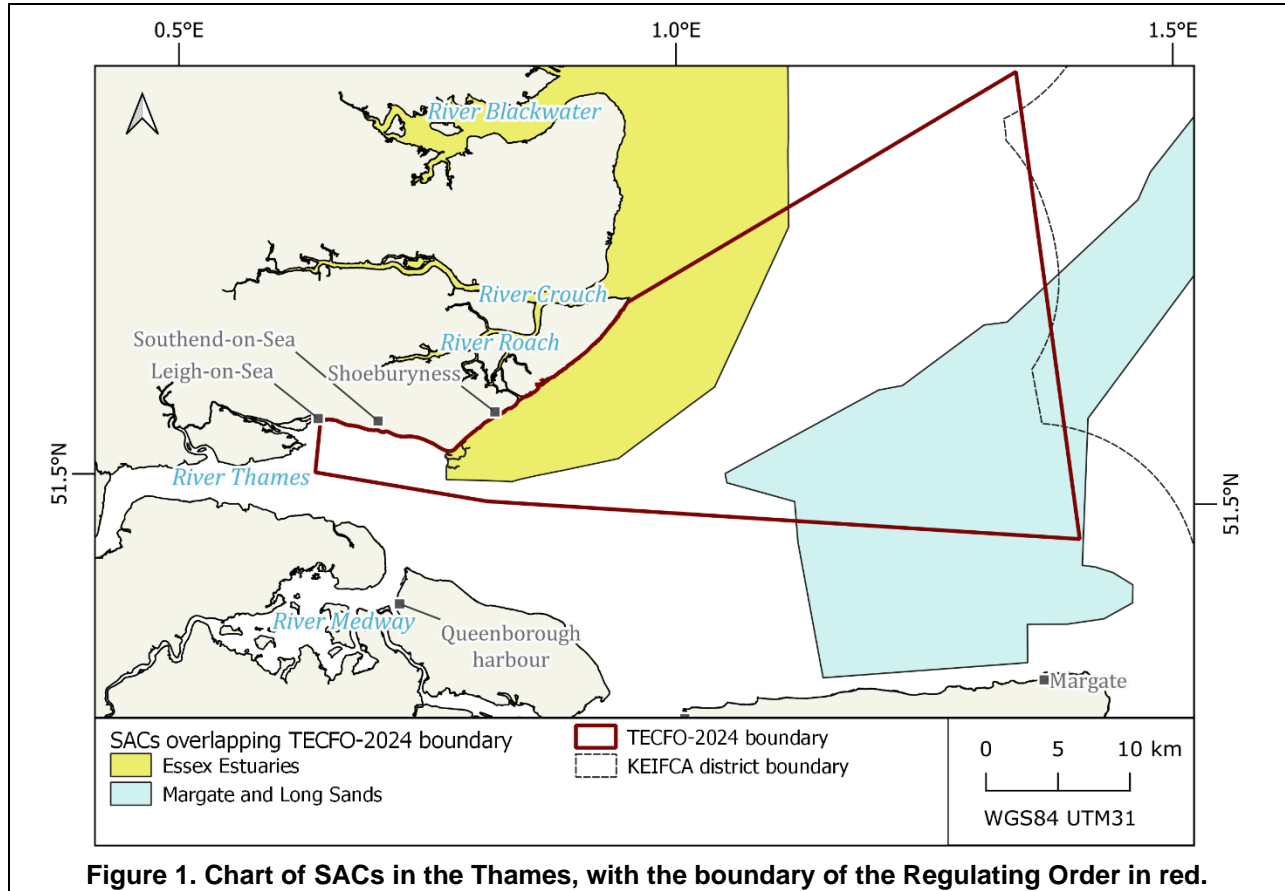 0.5°E
1.0°E
1.5°E
River Blackwater
River Crouch
Southend-on-Sea
River Roach
Leigh-on-Sea
Shoeburyness
51.5°N
River Thames
51.5°N
River Medway
Queenborough
harbour
Margate
SACs overlapping TECFO-2024 boundary
Essex Estuaries
Margate and Long Sands
TECFO-2024 boundary
KEIFCA district boundary
0 5 10 km
WGS84 UTM31
Figure 1. Chart of SACs in the Thames, with the boundary of the Regulating Order in red.